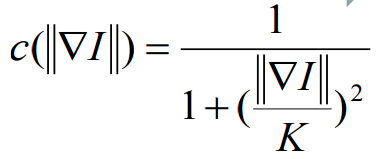 c(‖∇I‖) = 1 / (1 + (‖∇I‖ / K)²)